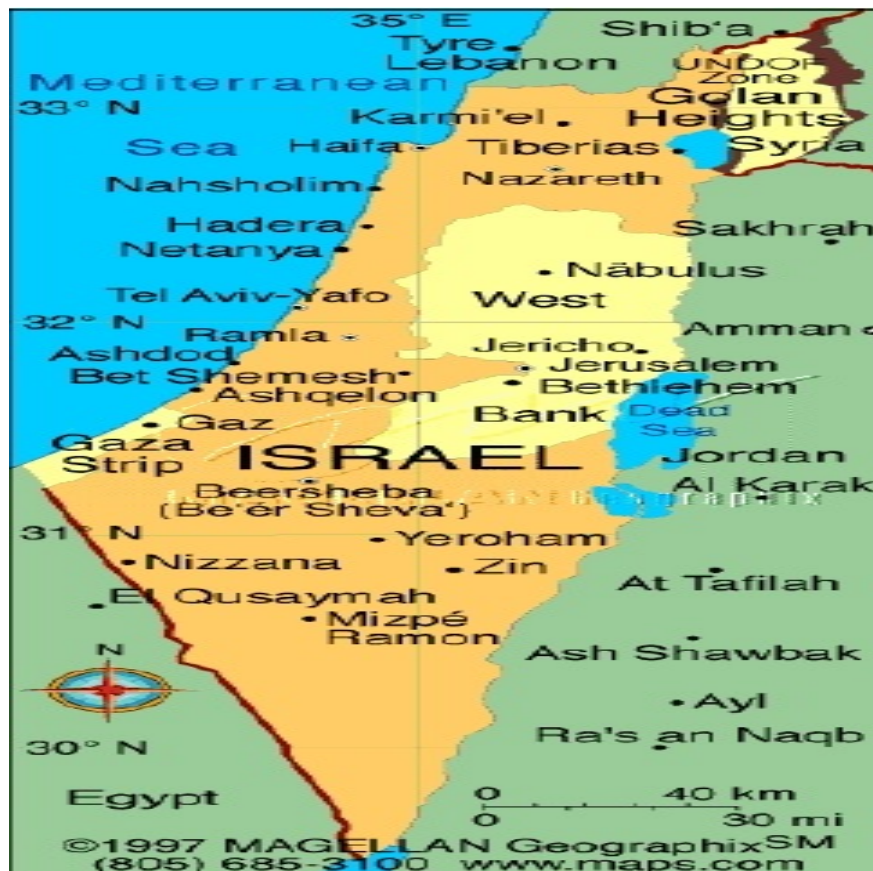 35° E
Shib'a
Tyre
Lebanon
UNDOF
Zone
Mediterranean
Golan
33° N
Karmi'el
Heights
Sea
Haifa
Tiberias
Syria
Nahsholim
Nazareth
Hadera
Sakhrah
Netanya
Näbulus
Tel Aviv-Yafo
West
32° N
Ramla
Amman
Ashdod
Jericho
Jerusalem
Bet Shemesh
Bethlehem
Ashqelon
Dead
Gaz
Bank
Sea
Gaza
Strip
ISRAEL
Jordan
Beersheba
Al Karak
(Be'ér Sheva')
31° N
Yeroham
Nizzana
Zin
At Tafilah
El Qusaymah
Mizpé
Ramon
N
Ash Shawbak
Ayl
30° N
Ra's an Naqb
Egypt
0 40 km
0 30 mi
©1997 MAGELLAN Geographix SM
(805) 685-3100 www.maps.com